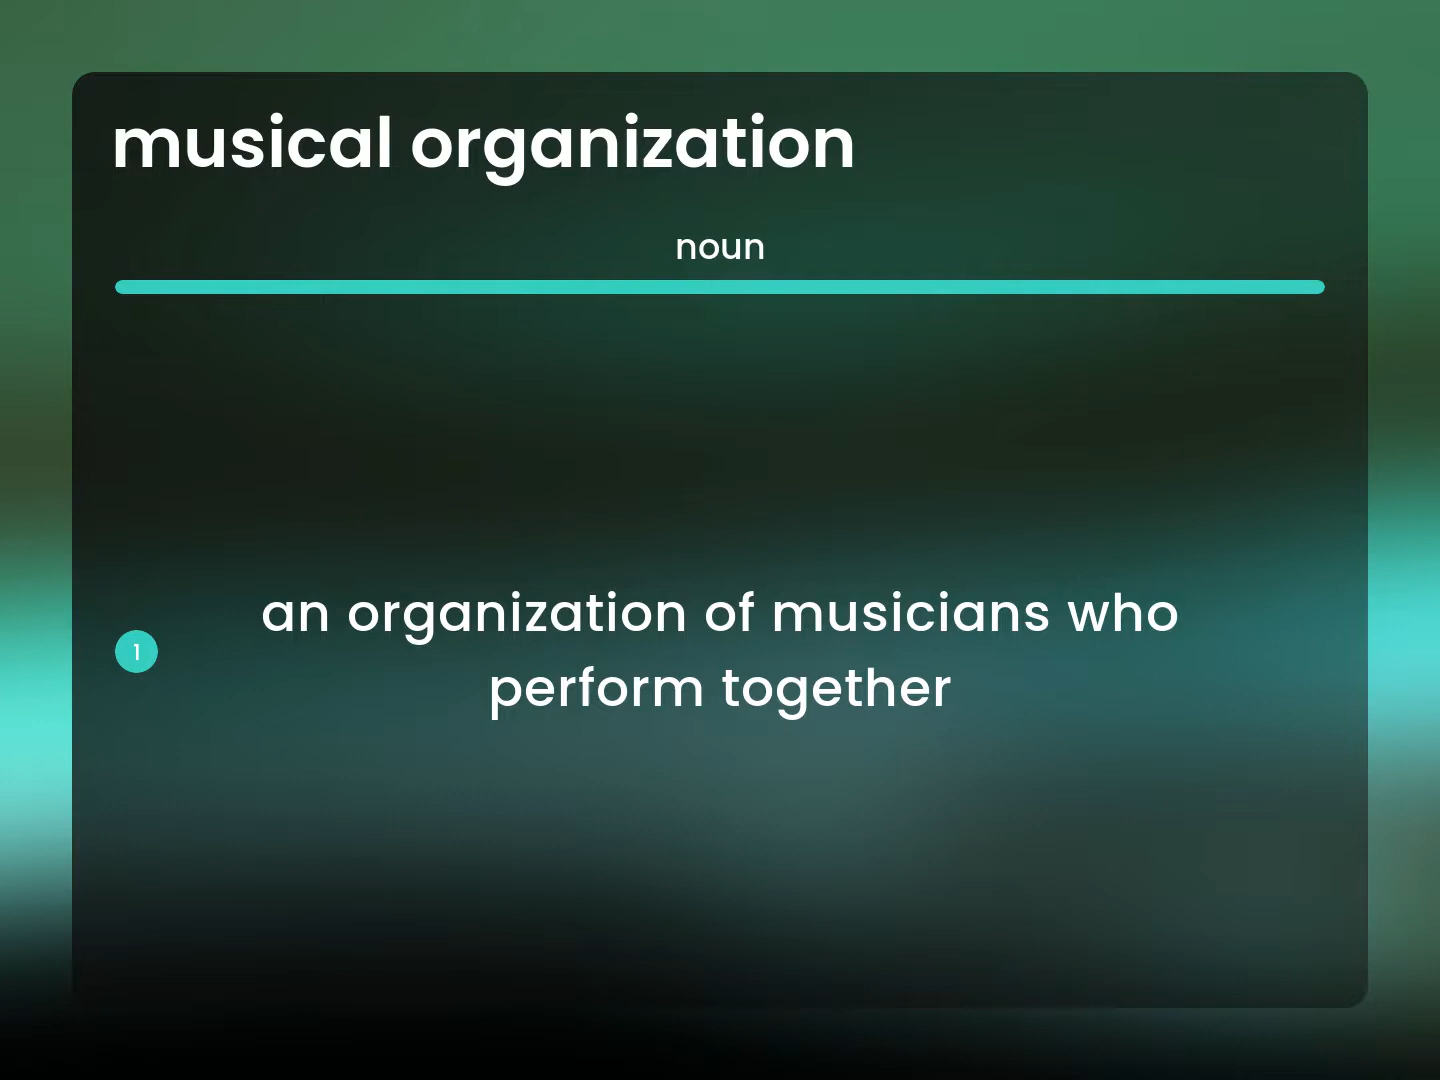 musical organization
noun
1
an organization of musicians who
perform together